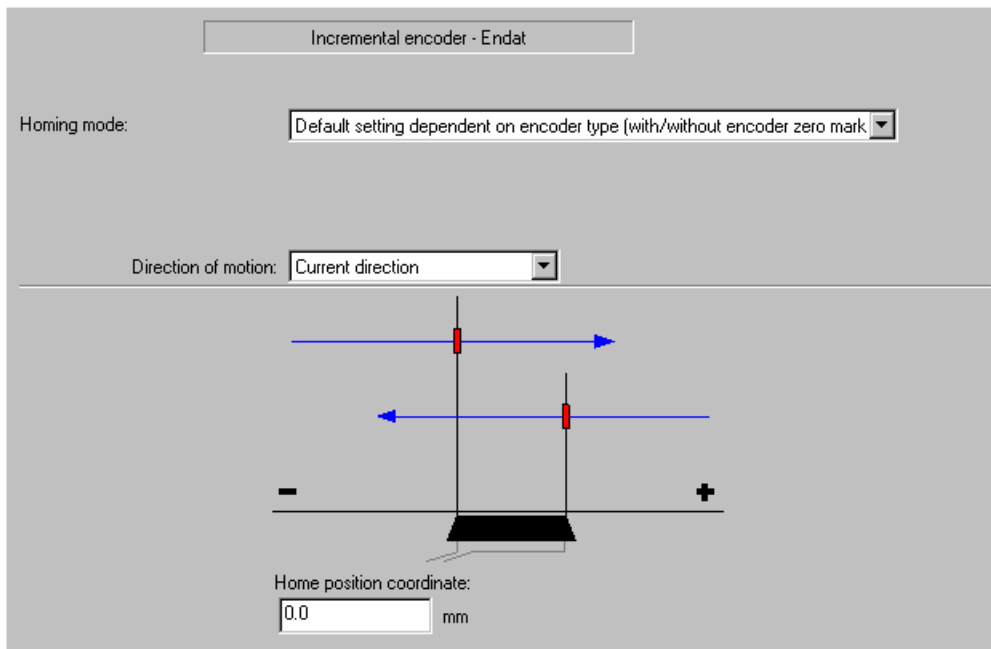 Incremental encoder - Endat
Homing mode:
Default setting dependent on encoder type (with/without encoder zero mark
Direction of motion:
Current direction
-
+
Home position coordinate:
0.0
mm